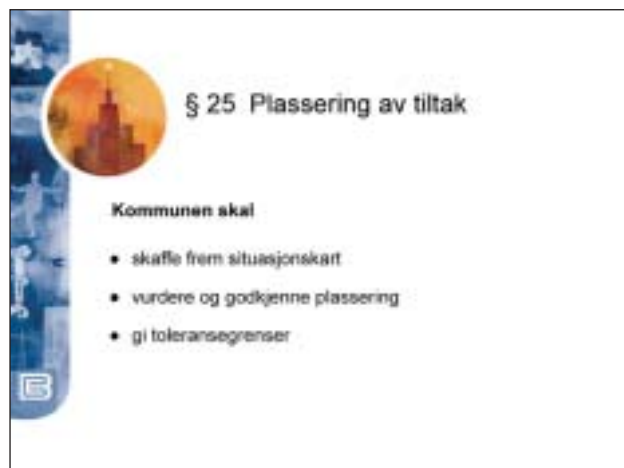 § 25 Plassering av tiltak
Kommunen skal
• skaffe frem situasjonskart
• vurdere og godkjenne plassering
• gi toleransegrenser